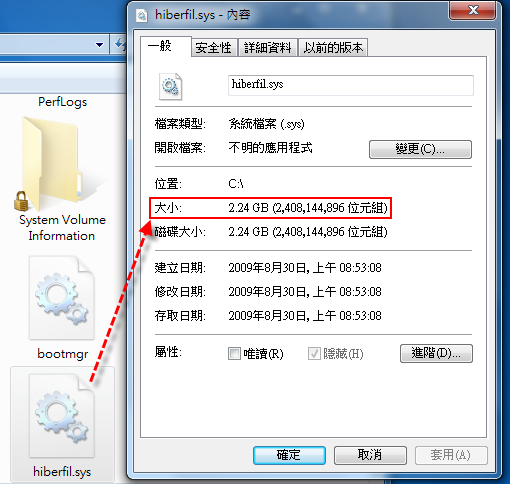 PerfLogs
System Volume
Information
bootmgr
hiberfil.sys
hiberfil.sys - 內容
一般 安全性 詳細資料 以前的版本
hiberfil.sys
檔案類型: 系統檔案 (.sys)
開啟檔案: 不明的應用程式 變更(C)...
位置: C:\
大小: 2.24 GB (2,408,144,896 位元組)
磁碟大小: 2.24 GB (2,408,144,896 位元組)
建立日期: 2009年8月30日, 上午 08:53:08
修改日期: 2009年8月30日, 上午 08:53:08
存取日期: 2009年8月30日, 上午 08:53:08
屬性: 唯讀(R) 隱藏(H) 進階(D)...
確定 取消 套用(A)